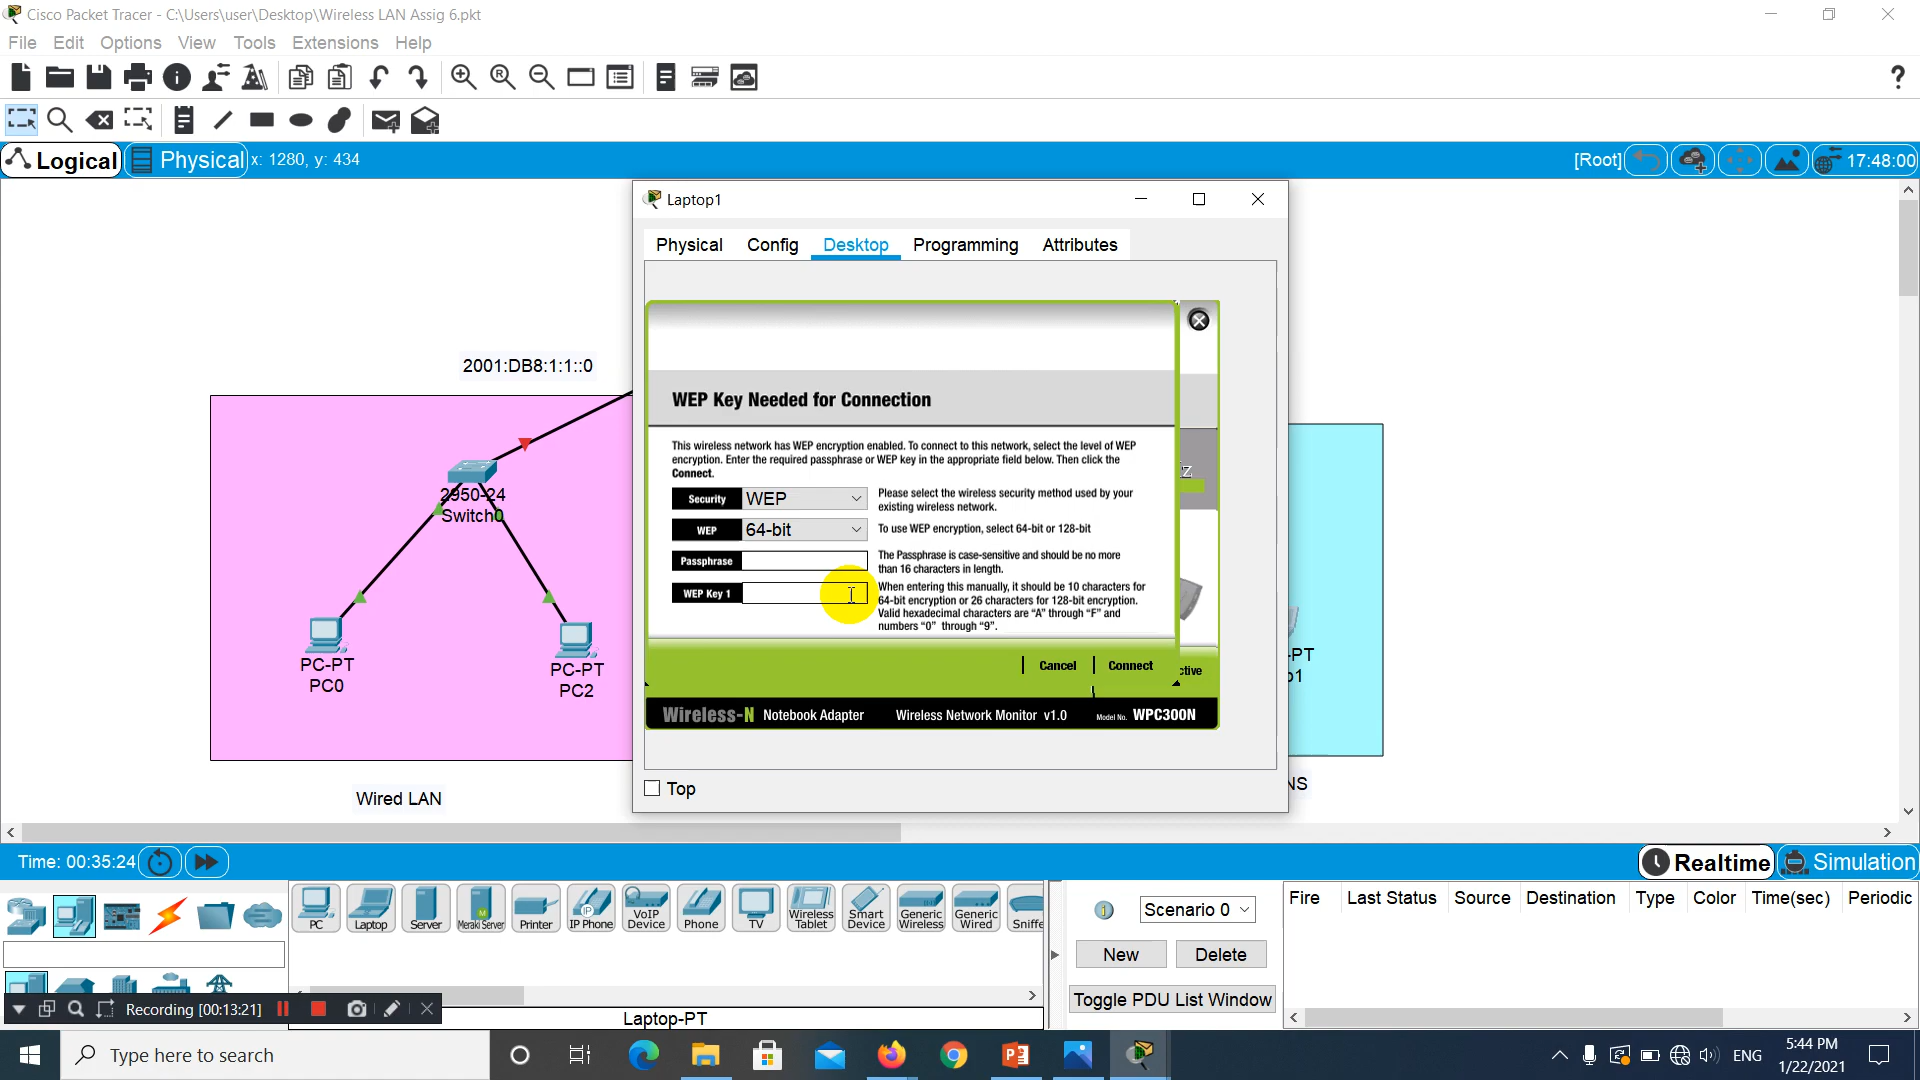 Cisco Packet Tracer - C:\Users\user\Desktop\Wireless LAN Assig 6.pkt
File Edit Options View Tools Extensions Help
?
Logical Physical x: 1280, y: 434 [Root] 17:48:00
Laptop1
Physical Config Desktop Programming Attributes
2001:DB8:1:1::0
WEP Key Needed for Connection
This wireless network has WEP encryption enabled. To connect to this network, select the level of WEP
encryption. Enter the required passphrase or WEP key in the appropriate field below. Then click the
Connect.
Security WEP
Please select the wireless security method used by your
existing wireless network.
WEP 64-bit
To use WEP encryption, select 64-bit or 128-bit
Passphrase
The Passphrase is case-sensitive and should be no more
than 16 characters in length.
WEP Key 1
When entering this manually, it should be 10 characters for
64-bit encryption or 26 characters for 128-bit encryption.
Valid hexadecimal characters are "A" through "F" and
numbers "0" through "9".
Cancel Connect
ctive
Wireless-N Notebook Adapter Wireless Network Monitor v1.0 Model No. WPC300N
Top
2950-24
Switch0
PC-PT
PC0
PC-PT
PC2
-PT
Wired LAN
NS
Time: 00:35:24 Realtime Simulation
PC
Laptop
Server
Meraki Server
Printer
IP Phone
VoIP
Device
Phone
TV
Wireless
Tablet
Smart
Device
Generic
Wireless
Generic
Wired
Sniffe
Scenario 0
New Delete
Toggle PDU List Window
Fire Last Status Source Destination Type Color Time(sec) Periodic
Recording [00:13:21]
Laptop-PT
Type here to search
ENG
5:44 PM
1/22/2021